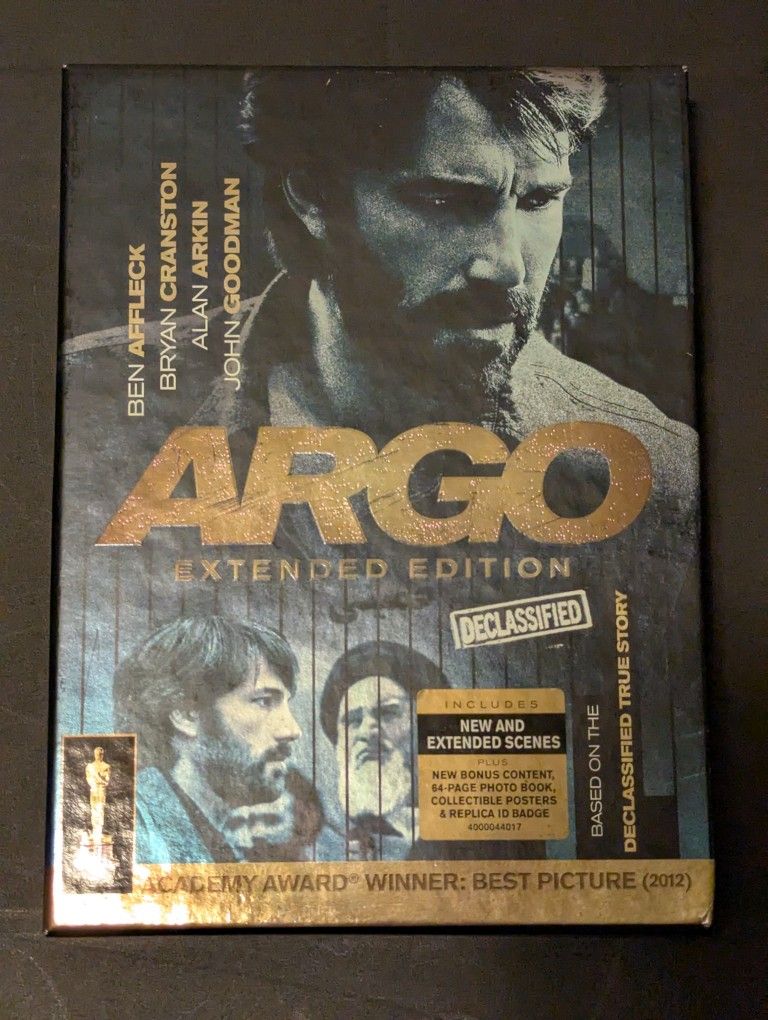 BEN AFFLECK
BRYAN CRANSTON
ALAN ARKIN
JOHN GOODMAN
ARGO
EXTENDED EDITION
DECLASSIFIED
INCLUDES
NEW AND
EXTENDED SCENES
PLUS
NEW BONUS CONTENT,
64-PAGE PHOTO BOOK,
COLLECTIBLE POSTERS
& REPLICA ID BADGE
4000044017
BASED ON THE
DECLASSIFIED TRUE STORY
ACADEMY AWARD® WINNER: BEST PICTURE (2012)